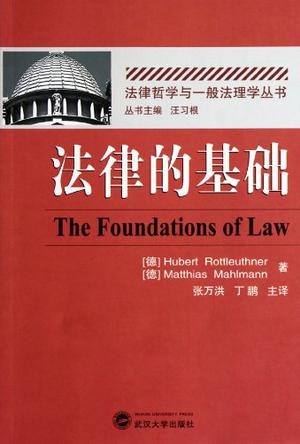 法律哲学与一般法理学丛书
丛书主编 汪习根
法律的基础
The Foundations of Law
[德] Hubert Rottleuthner
[德] Matthias Mahlmann
著
张万洪 丁鹏 主译
WUHAN UNIVERSITY PRESS
武汉大学出版社